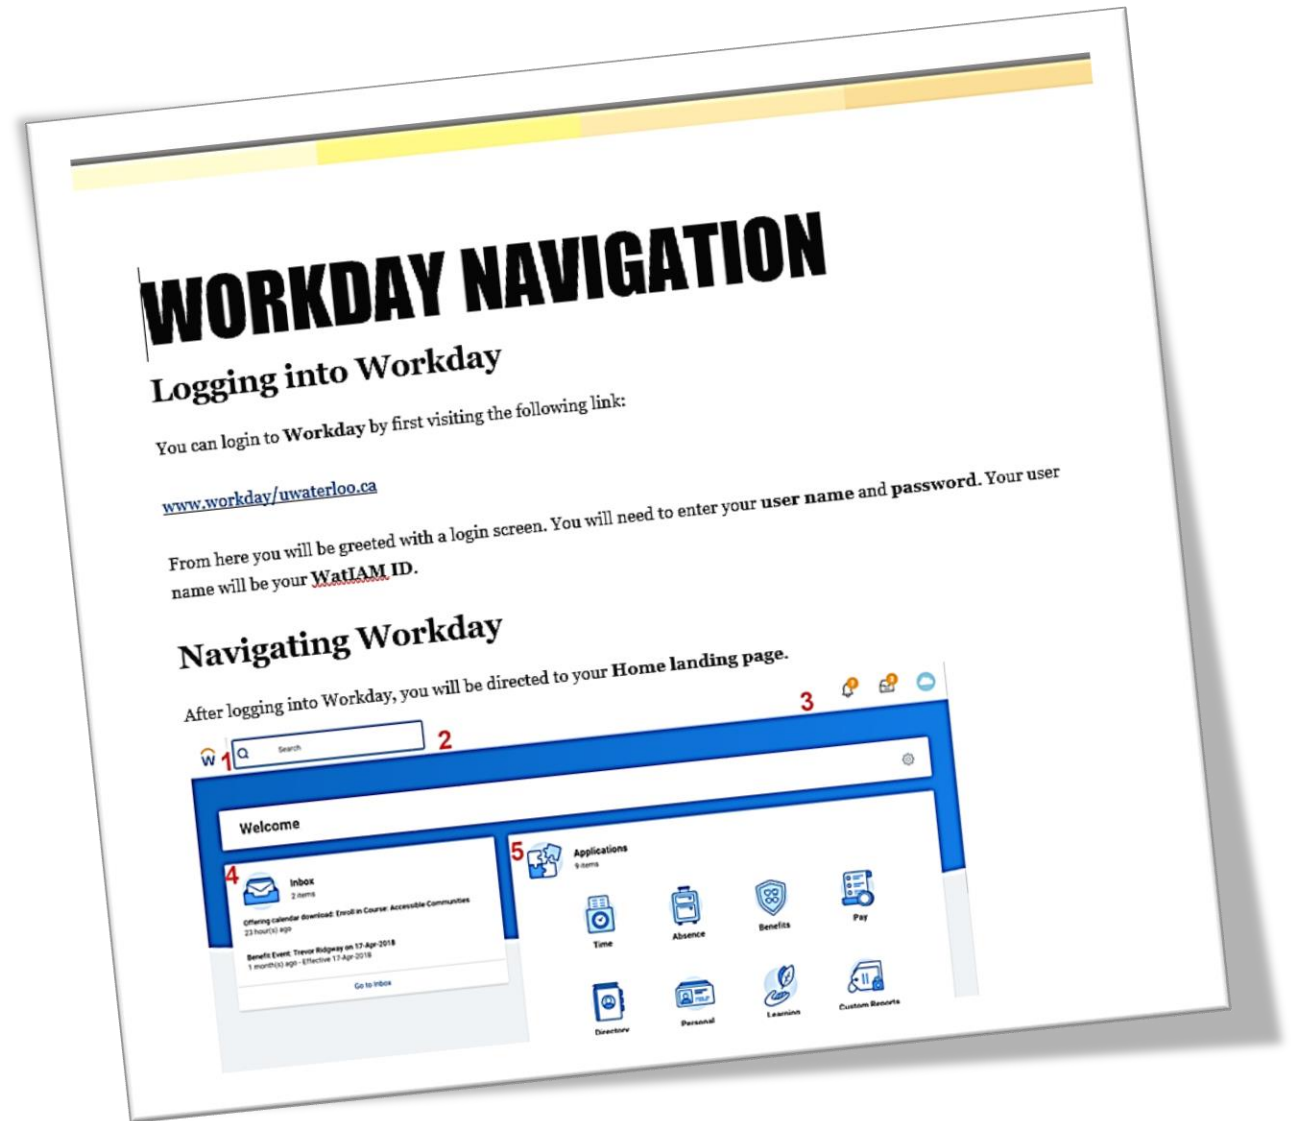 WORKDAY NAVIGATION
Logging into Workday
You can login to Workday by first visiting the following link:
www.workday/uwaterloo.ca
From here you will be greeted with a login screen. You will need to enter your user name and password. Your user
name will be your WatIAM ID.
Navigating Workday
After logging into Workday, you will be directed to your Home landing page.
W 1 Search 2 3
Welcome
4 Inbox
2 items
Offering calendar download: Enroll in Course: Accessible Communities
23 hour(s) ago
Benefit Event: Trevor Ridgway on 17-Apr-2018
1 month(s) ago - Effective 17-Apr-2018
Go to Inbox
5 Applications
9 items
Time Absence Benefits Pay
Directory Personal Learning Custom Reports